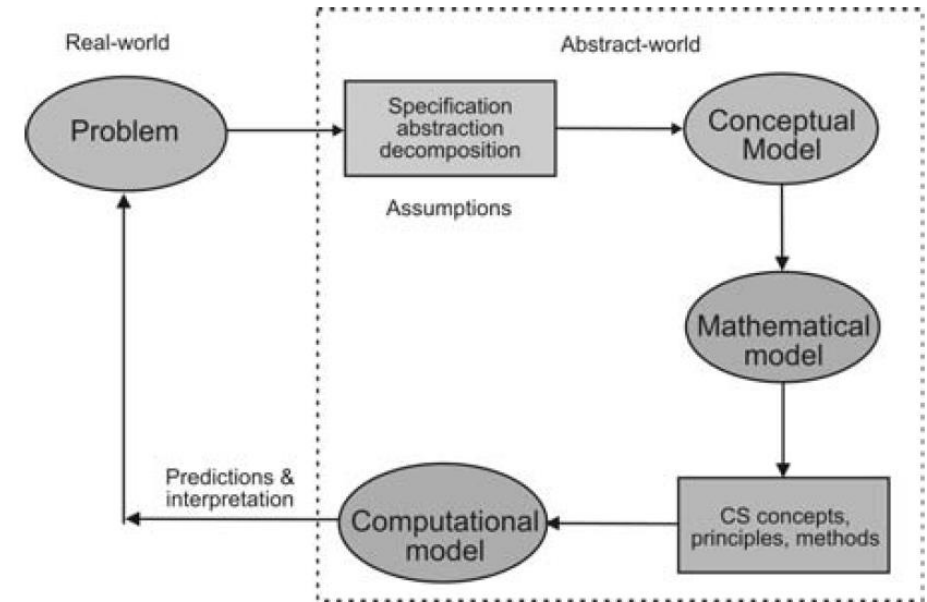 Real-world
Abstract-world
Problem
Specification
abstraction
decomposition
Conceptual
Model
Assumptions
Mathematical
model
Predictions &
interpretation
Computational
model
CS concepts,
principles, methods